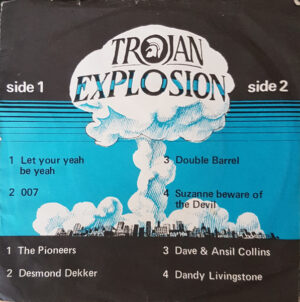 TROJAN
EXPLOSION
side 1
side 2
1 Let your yeah
be yeah
2 007
3 Double Barrel
4 Suzanne beware of
the Devil
1 The Pioneers
2 Desmond Dekker
3 Dave & Ansil Collins
4 Dandy Livingstone